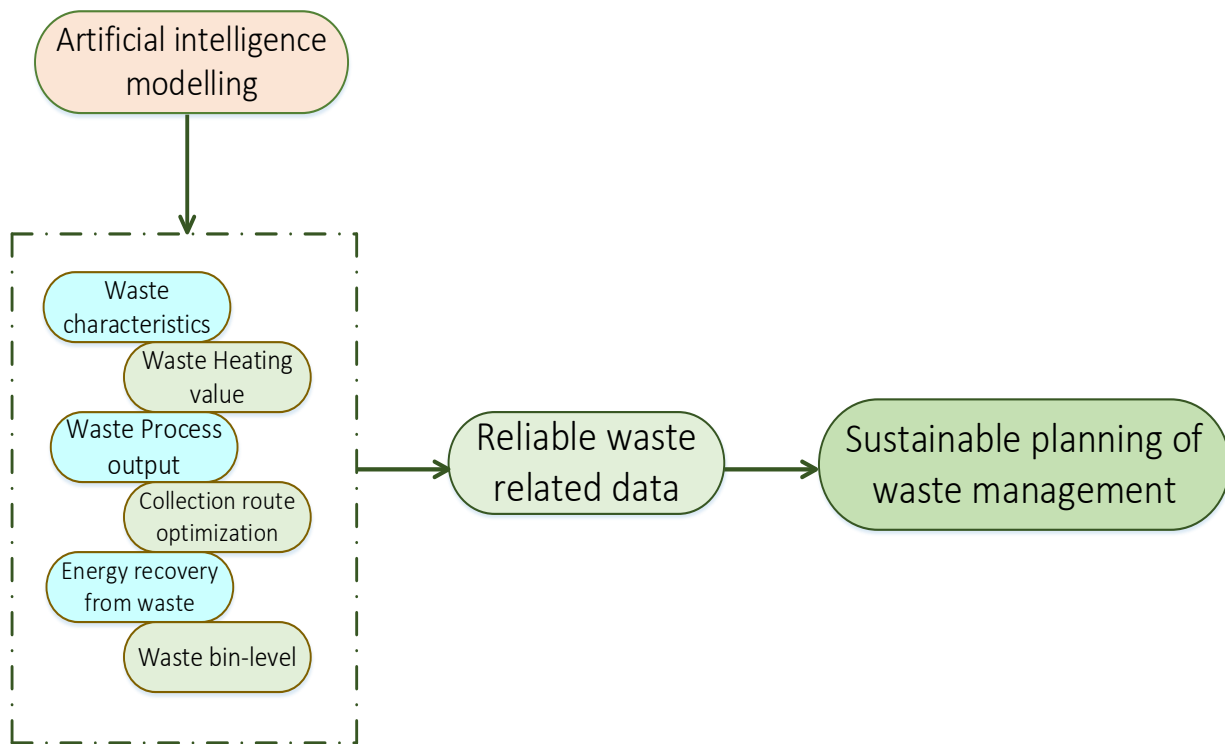 Artificial intelligence
modelling
Waste
characteristics
Waste Heating
value
Waste Process
output
Collection route
optimization
Energy recovery
from waste
Waste bin-level
Reliable waste
related data
Sustainable planning of
waste management